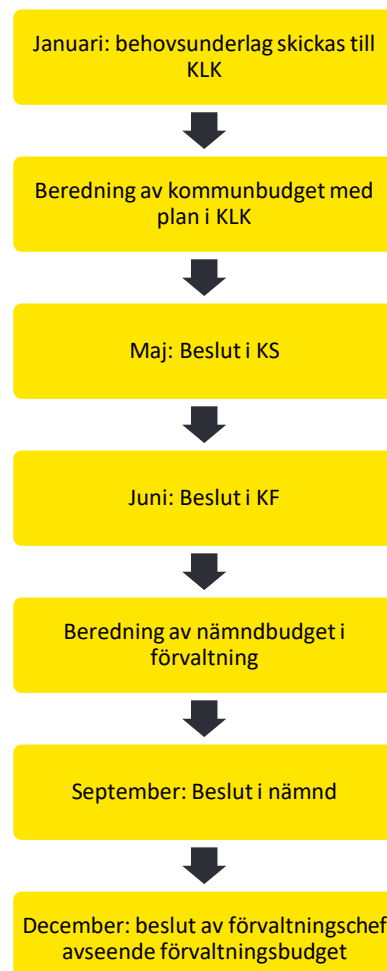 Januari: behovsunderlag skickas till
KLK
Beredning av kommunbudget med
plan i KLK
Maj: Beslut i KS
Juni: Beslut i KF
Beredning av nämndbudget i
förvaltning
September: Beslut i nämnd
December: beslut av förvaltningschef
avseende förvaltningsbudget